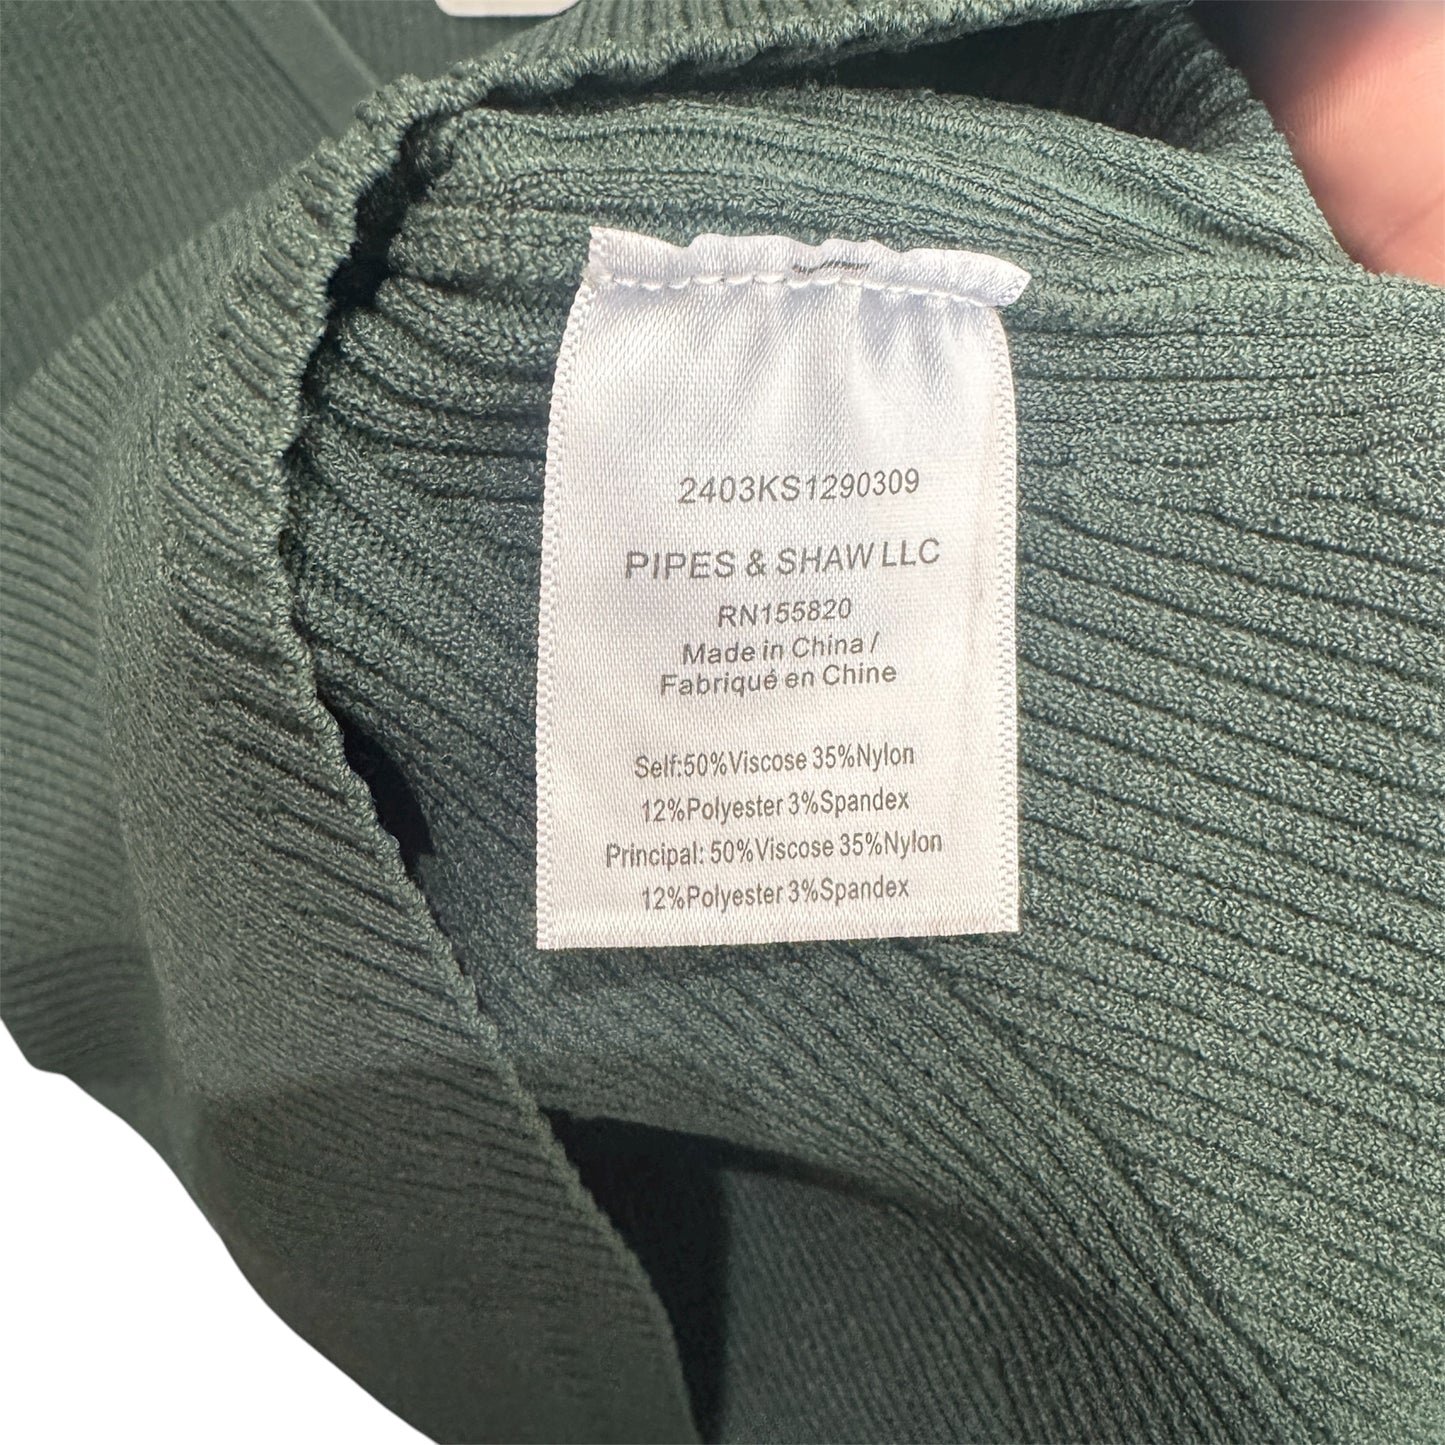 2403KS1290309
PIPES & SHAW LLC
RN155820
Made in China /
Fabriqué en Chine
Self:50%Viscose 35%Nylon
12%Polyester 3%Spandex
Principal: 50%Viscose 35%Nylon
12%Polyester 3%Spandex